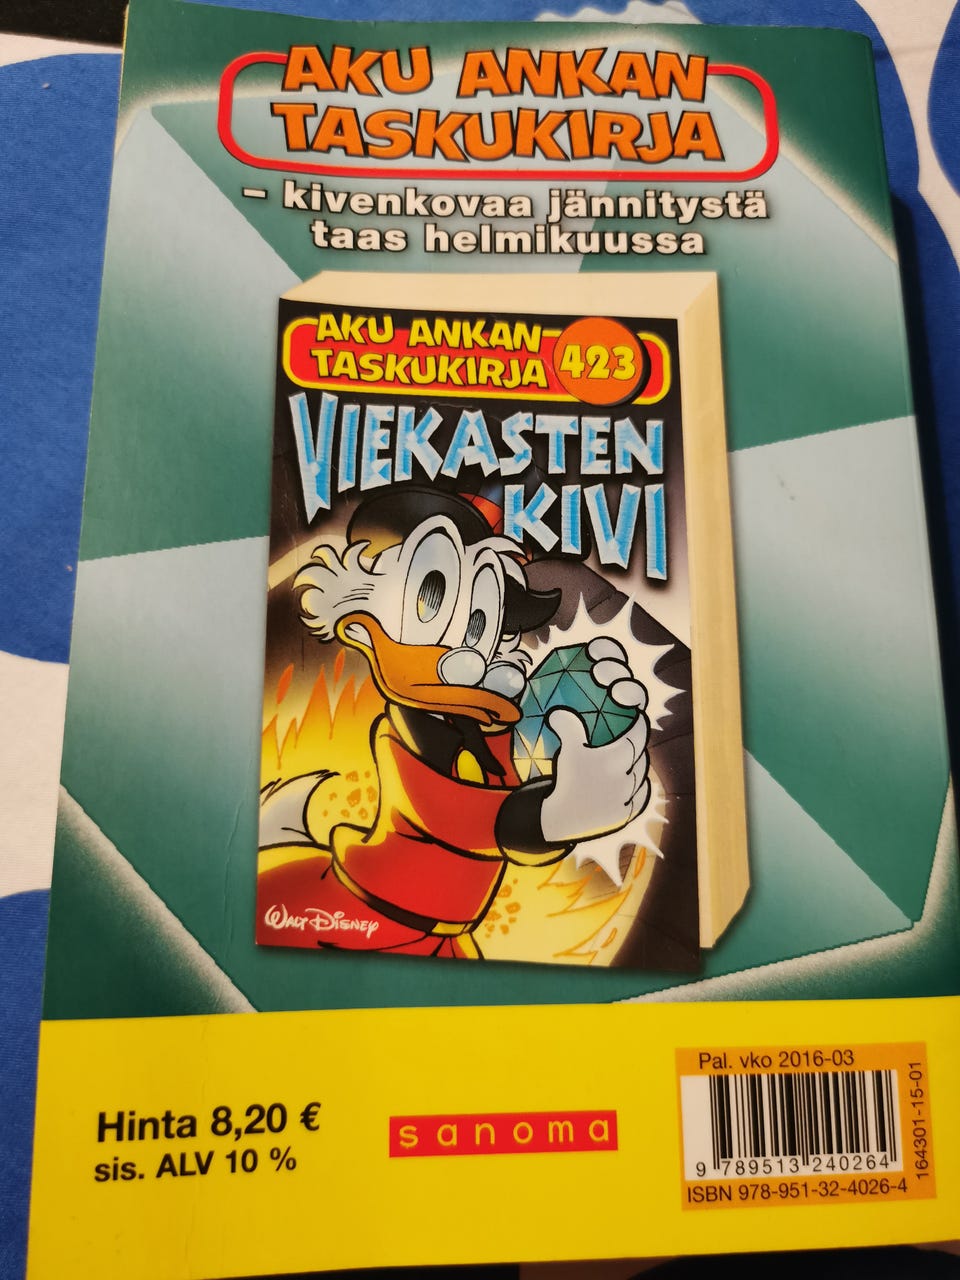 AKU ANKAN
TASKUKIRJA
– kivenkovaa jännitystä
taas helmikuussa
AKU ANKAN
TASKUKIRJA
423
VIEKASTEN
KIVI
WALT DISNEY
Hinta 8,20 €
sis. ALV 10 %
sanoma
Pal. vko 2016-03
9 789513 240264
ISBN 978-951-32-4026-4
164301-15-01